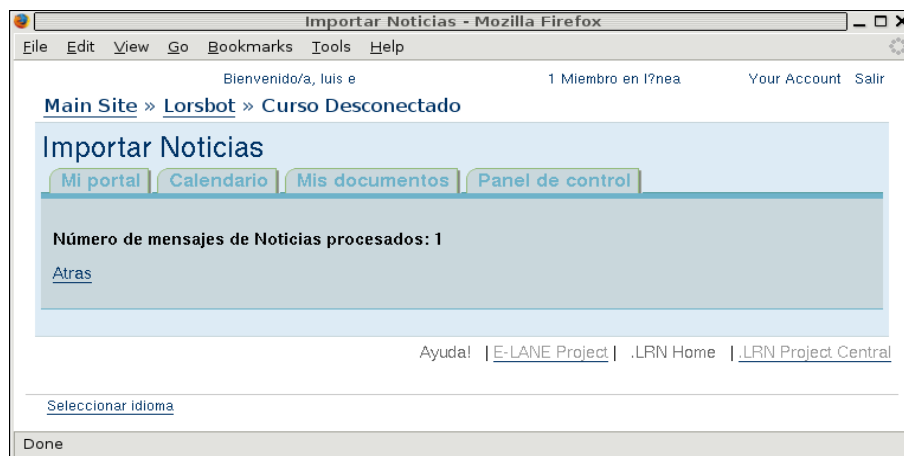 Importar Noticias - Mozilla Firefox
File Edit View Go Bookmarks Tools Help
Bienvenido/a, luis e 1 Miembro en l?nea Your Account Salir
Main Site » Lorsbot » Curso Desconectado
Importar Noticias
Mi portal Calendario Mis documentos Panel de control
Número de mensajes de Noticias procesados: 1
Atras
Ayuda! | E-LANE Project | .LRN Home | .LRN Project Central
Seleccionar idioma
Done